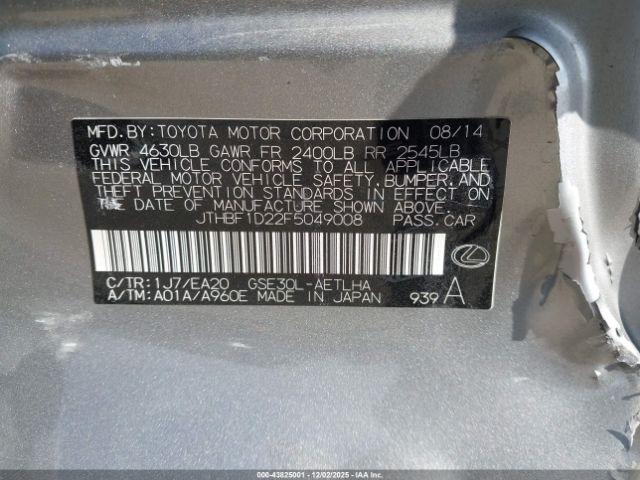 MFD. BY: TOYOTA MOTOR CORPORATION 08/14
GVWR 4630LB GAWR FR 2400LB RR 2545LB
THIS VEHICLE CONFORMS TO ALL APPLICABLE
FEDERAL MOTOR VEHICLE SAFETY, BUMPER, AND
THEFT PREVENTION STANDARDS IN EFFECT ON
THE DATE OF MANUFACTURE SHOWN ABOVE.
JTHBF1D22F5049008 PASS.CAR
C/TR: 1J7/EA20 GSE30L-AETLHA
A/TM: A01A/A960E MADE IN JAPAN 939 A
000-43825001 - 12/02/2025 - IAAI.COM